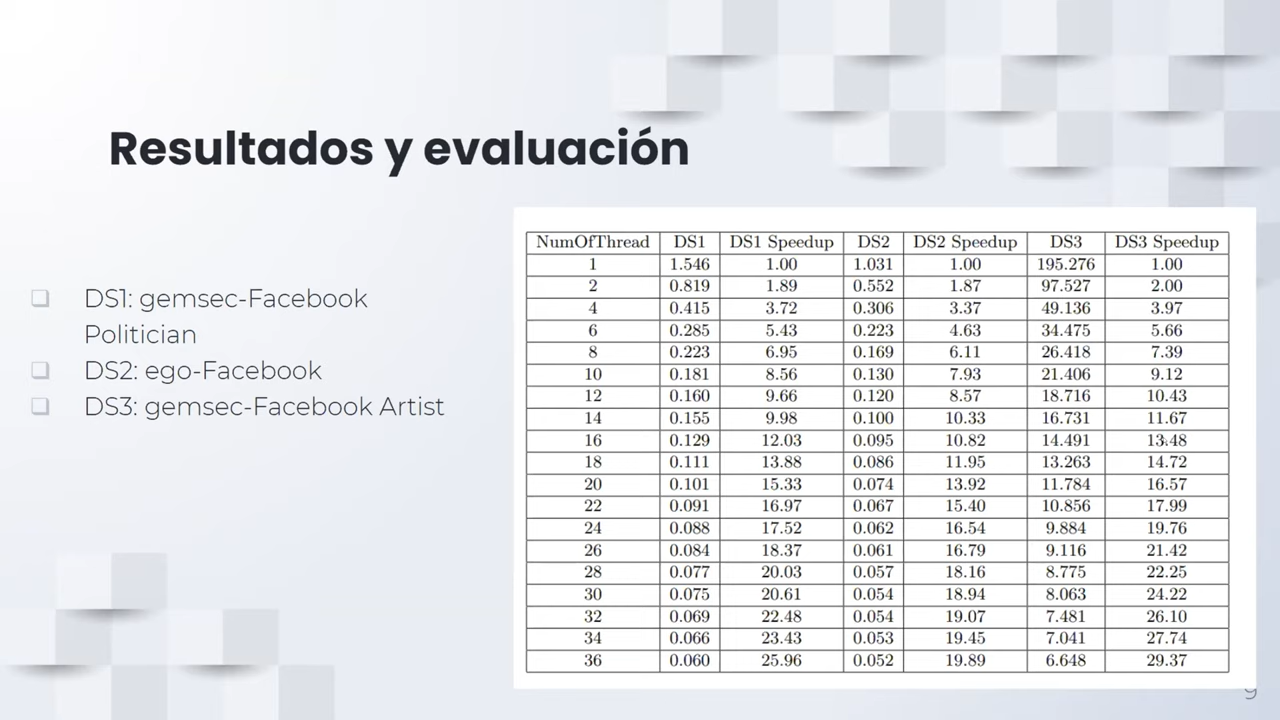 Resultados y evaluación
DS1: gemsec-Facebook
Politician
DS2: ego-Facebook
DS3: gemsec-Facebook Artist
NumOfThread DS1 DS1 Speedup DS2 DS2 Speedup DS3 DS3 Speedup
1 1.546 1.00 1.031 1.00 195.276 1.00
2 0.819 1.89 0.552 1.87 97.527 2.00
4 0.415 3.72 0.306 3.37 49.136 3.97
6 0.285 5.43 0.223 4.63 34.475 5.66
8 0.223 6.95 0.169 6.11 26.418 7.39
10 0.181 8.56 0.130 7.93 21.406 9.12
12 0.160 9.66 0.120 8.57 18.716 10.43
14 0.155 9.98 0.100 10.33 16.731 11.67
16 0.129 12.03 0.095 10.82 14.491 13.48
18 0.111 13.88 0.086 11.95 13.263 14.72
20 0.101 15.33 0.074 13.92 11.784 16.57
22 0.091 16.97 0.067 15.40 10.856 17.99
24 0.088 17.52 0.062 16.54 9.884 19.76
26 0.084 18.37 0.061 16.79 9.116 21.42
28 0.077 20.03 0.057 18.16 8.775 22.25
30 0.075 20.61 0.054 18.94 8.063 24.22
32 0.069 22.48 0.054 19.07 7.481 26.10
34 0.066 23.43 0.053 19.45 7.041 27.74
36 0.060 25.96 0.052 19.89 6.648 29.37
9